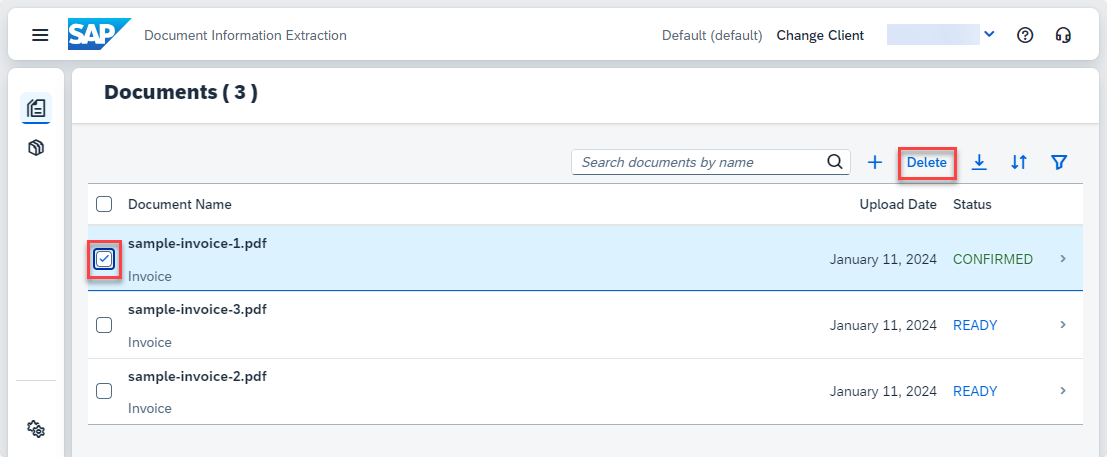 SAP Document Information Extraction Default (default) Change Client
Documents ( 3 )
Search documents by name Delete
Document Name Upload Date Status
sample-invoice-1.pdf
Invoice January 11, 2024 CONFIRMED
sample-invoice-3.pdf
Invoice January 11, 2024 READY
sample-invoice-2.pdf
Invoice January 11, 2024 READY